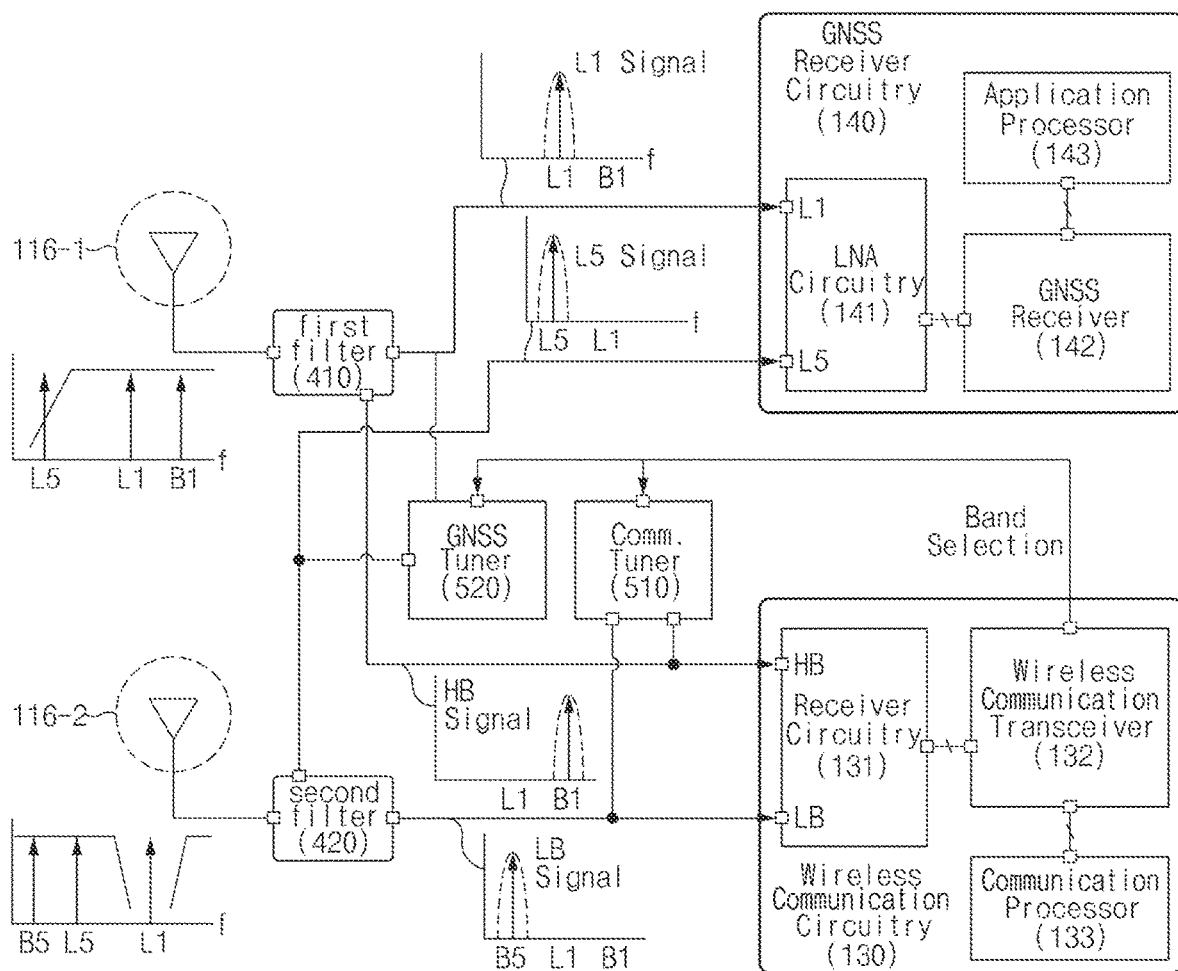 L1 Signal
f
L1 B1
GNSS
Receiver
Circuitry
(140)
Application
Processor
(143)
116-1
L1
LNA
Circuitry
(141)
L5
GNSS
Receiver
(142)
L5 Signal
f
L5 L1
first
filter
(410)
L5 L1 B1 f
GNSS
Tuner
(520)
Comm.
Tuner
(510)
Band
Selection
116-2
HB
Signal
L1 B1
HB
Receiver
Circuitry
(131)
LB
Wireless
Communication
Transceiver
(132)
second
filter
(420)
B5 L5 L1 f
LB
Signal
B5 L1 B1
Wireless
Communication
Circuitry
(130)
Communication
Processor
(133)